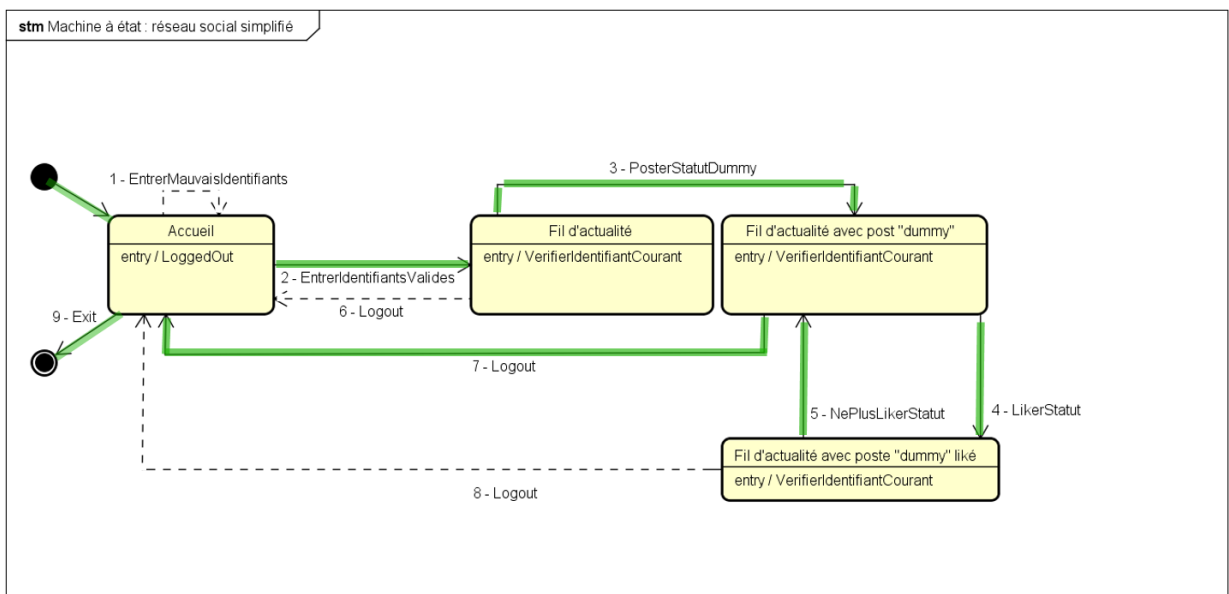 stm Machine à état : réseau social simplifié
3 - PosterStatutDummy
1 - EntrerMauvaisIdentifiants
Accueil
entry / LoggedOut
Fil d'actualité
entry / VerifierIdentifiantCourant
Fil d'actualité avec post "dummy"
entry / VerifierIdentifiantCourant
2 - EntrerIdentifiantsValides
6 - Logout
9 - Exit
7 - Logout
5 - NePlusLikerStatut
4 - LikerStatut
Fil d'actualité avec poste "dummy" liké
entry / VerifierIdentifiantCourant
8 - Logout